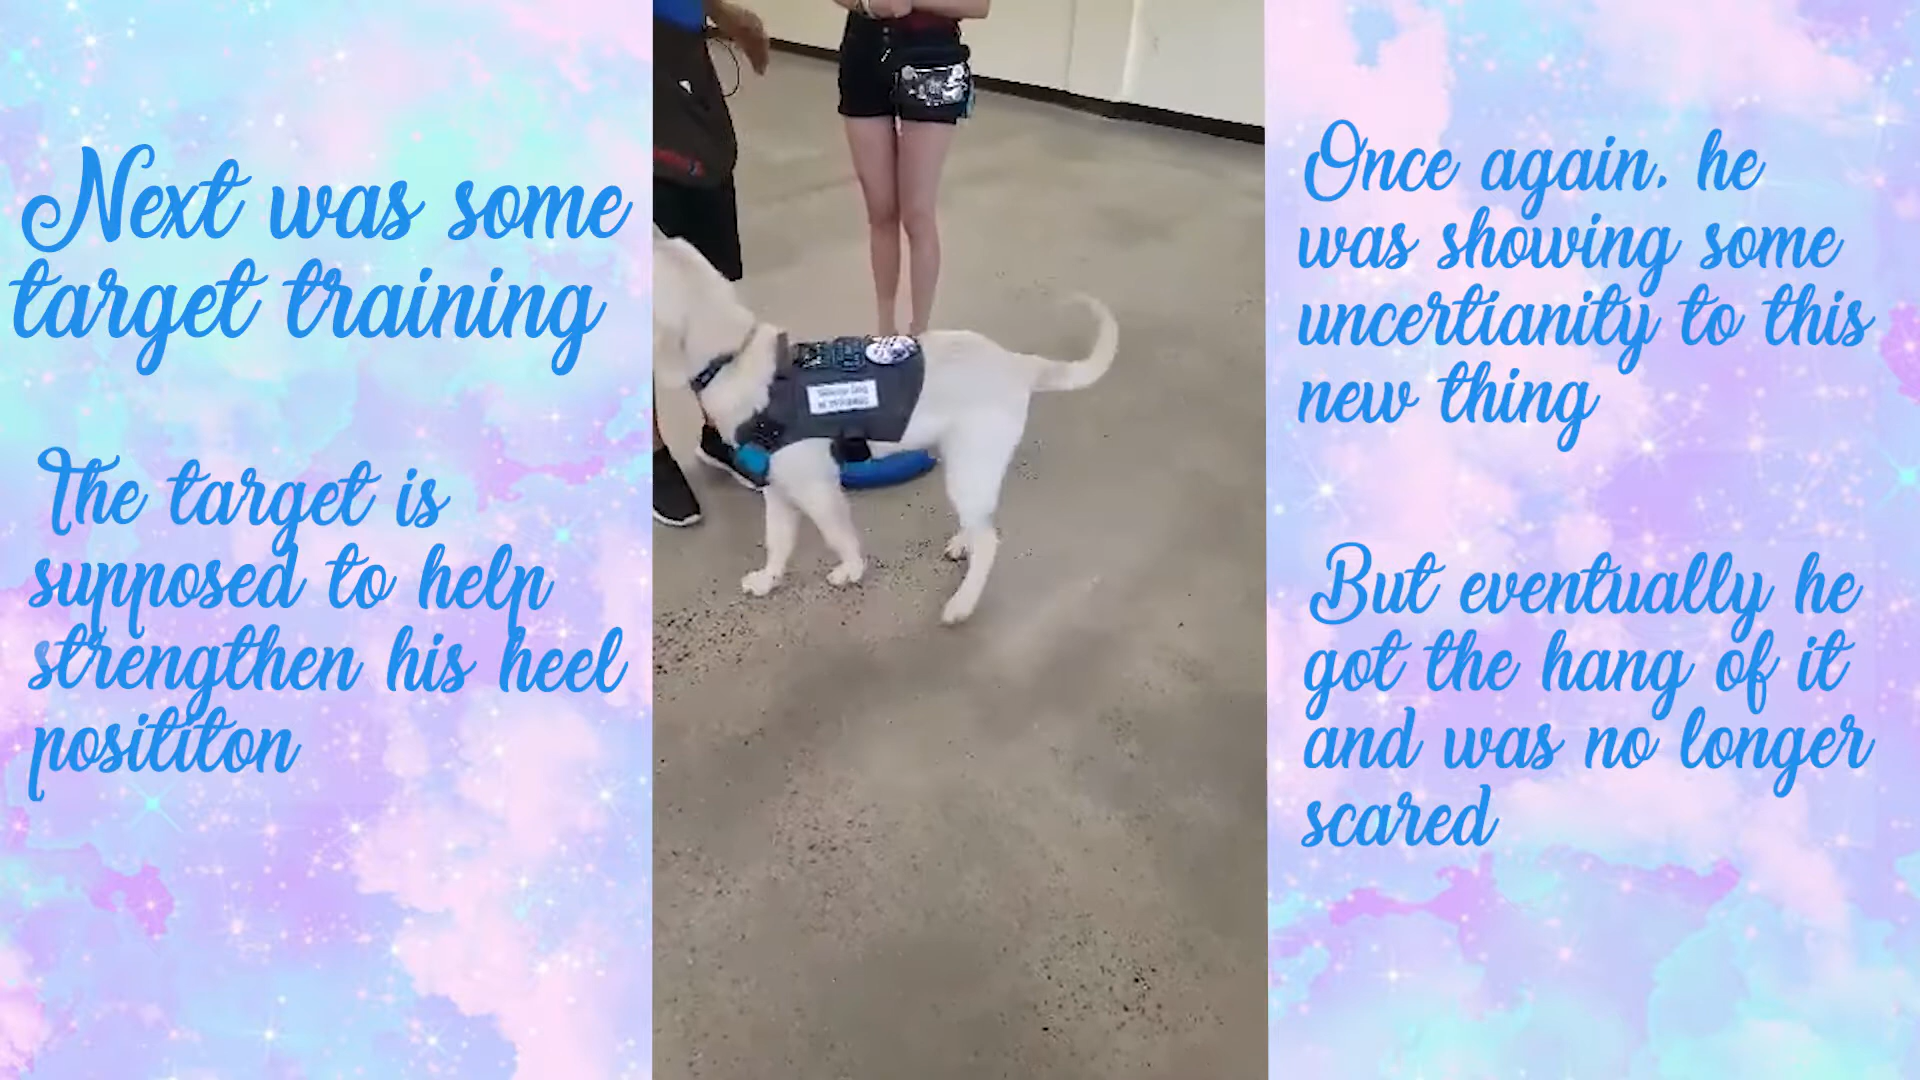 Next was some
target training
The target is
supposed to help
strengthen his heel
posititon
Once again, he
was showing some
uncertianity to this
new thing
But eventually he
got the hang of it
and was no longer
scared